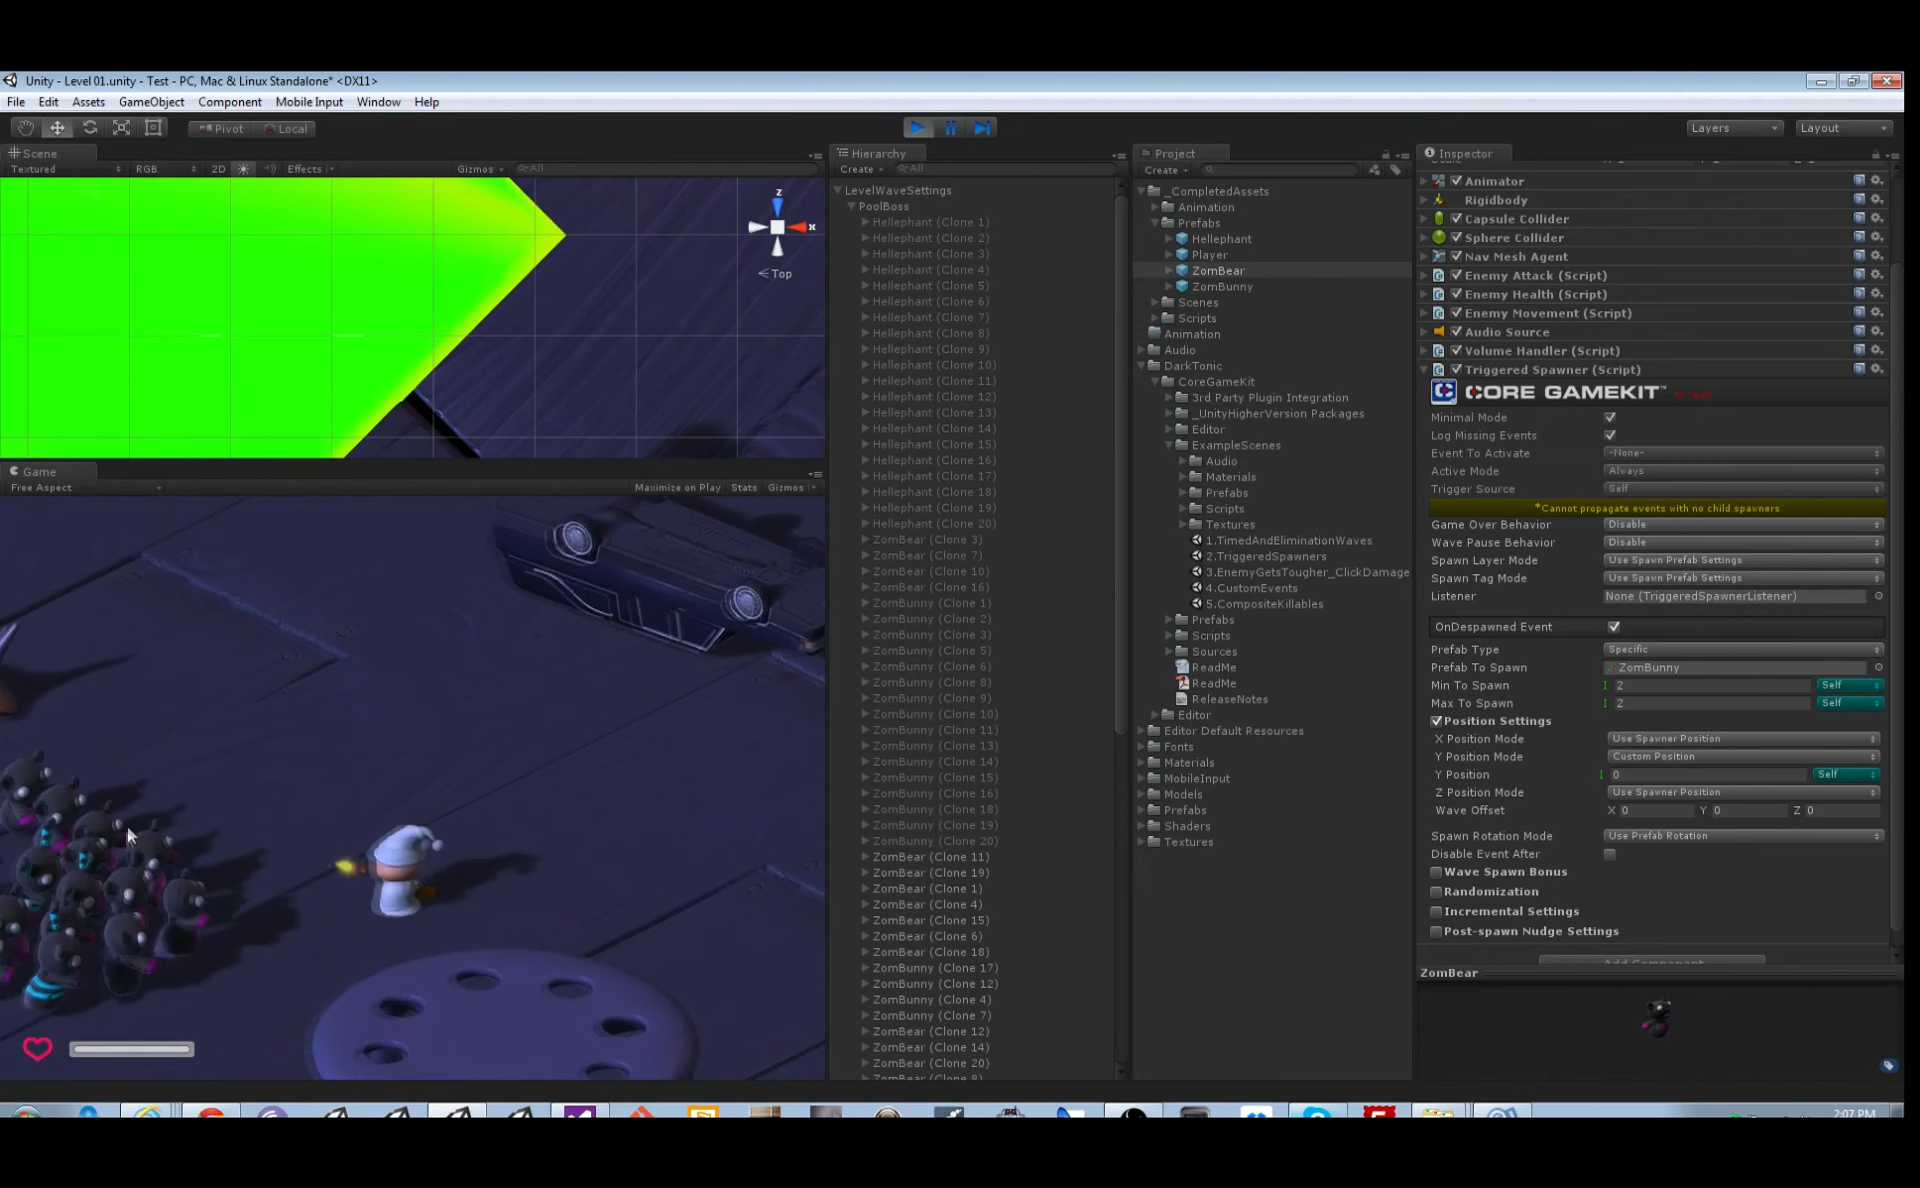 Unity - Level 01.unity - Test - PC, Mac & Linux Standalone* <DX11>
File Edit Assets GameObject Component Mobile Input Window Help
Pivot Local
Layers Layout
Scene
Textured RGB 2D Effects Gizmos All
Top
z
x
Game
Free Aspect Maximize on Play Stats Gizmos
Hierarchy
Create All
LevelWaveSettings
PoolBoss
Hellephant (Clone 1)
Hellephant (Clone 2)
Hellephant (Clone 3)
Hellephant (Clone 4)
Hellephant (Clone 5)
Hellephant (Clone 6)
Hellephant (Clone 7)
Hellephant (Clone 8)
Hellephant (Clone 9)
Hellephant (Clone 10)
Hellephant (Clone 11)
Hellephant (Clone 12)
Hellephant (Clone 13)
Hellephant (Clone 14)
Hellephant (Clone 15)
Hellephant (Clone 16)
Hellephant (Clone 17)
Hellephant (Clone 18)
Hellephant (Clone 19)
Hellephant (Clone 20)
ZomBear (Clone 3)
ZomBear (Clone 7)
ZomBear (Clone 10)
ZomBear (Clone 16)
ZomBunny (Clone 1)
ZomBunny (Clone 2)
ZomBunny (Clone 3)
ZomBunny (Clone 5)
ZomBunny (Clone 6)
ZomBunny (Clone 8)
ZomBunny (Clone 9)
ZomBunny (Clone 10)
ZomBunny (Clone 11)
ZomBunny (Clone 13)
ZomBunny (Clone 14)
ZomBunny (Clone 15)
ZomBunny (Clone 16)
ZomBunny (Clone 18)
ZomBunny (Clone 19)
ZomBunny (Clone 20)
ZomBear (Clone 11)
ZomBear (Clone 19)
ZomBear (Clone 1)
ZomBear (Clone 4)
ZomBear (Clone 15)
ZomBear (Clone 6)
ZomBear (Clone 18)
ZomBunny (Clone 17)
ZomBunny (Clone 12)
ZomBunny (Clone 4)
ZomBunny (Clone 7)
ZomBear (Clone 12)
ZomBear (Clone 14)
ZomBear (Clone 20)
ZomBear (Clone 8)
Project
Create
_CompletedAssets
Animation
Prefabs
Hellephant
Player
ZomBear
ZomBunny
Scenes
Scripts
Animation
Audio
DarkTonic
CoreGameKit
3rd Party Plugin Integration
_UnityHigherVersion Packages
Editor
ExampleScenes
Audio
Materials
Prefabs
Scripts
Textures
1.TimedAndEliminationWaves
2.TriggeredSpawners
3.EnemyGetsTougher_ClickDamage
4.CustomEvents
5.CompositeKillables
Prefabs
Scripts
Sources
ReadMe
ReadMe
ReleaseNotes
Editor
Editor Default Resources
Fonts
Materials
MobileInput
Models
Prefabs
Shaders
Textures
Inspector
Animator
Rigidbody
Capsule Collider
Sphere Collider
Nav Mesh Agent
Enemy Attack (Script)
Enemy Health (Script)
Enemy Movement (Script)
Audio Source
Volume Handler (Script)
Triggered Spawner (Script)
CORE GAMEKIT™
Minimal Mode
Log Missing Events
Event To Activate -None-
Active Mode Always
Trigger Source Self
*Cannot propagate events with no child spawners
Game Over Behavior Disable
Wave Pause Behavior Disable
Spawn Layer Mode Use Spawn Prefab Settings
Spawn Tag Mode Use Spawn Prefab Settings
Listener None (TriggeredSpawnerListener)
OnDespawned Event
Prefab Type Specific
Prefab To Spawn ZomBunny
Min To Spawn 2 Self
Max To Spawn 2 Self
Position Settings
X Position Mode Use Spawner Position
Y Position Mode Custom Position
Y Position 0 Self
Z Position Mode Use Spawner Position
Wave Offset X 0 Y 0 Z 0
Spawn Rotation Mode Use Prefab Rotation
Disable Event After
Wave Spawn Bonus
Randomization
Incremental Settings
Post-spawn Nudge Settings
Add Component
ZomBear
2:07 PM